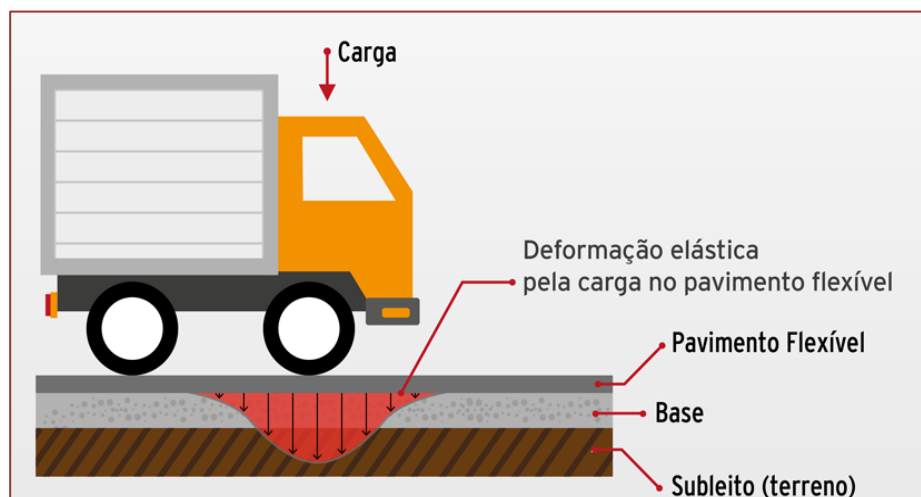 Carga
Deformação elástica
pela carga no pavimento flexível
Pavimento Flexível
Base
Subleito (terreno)